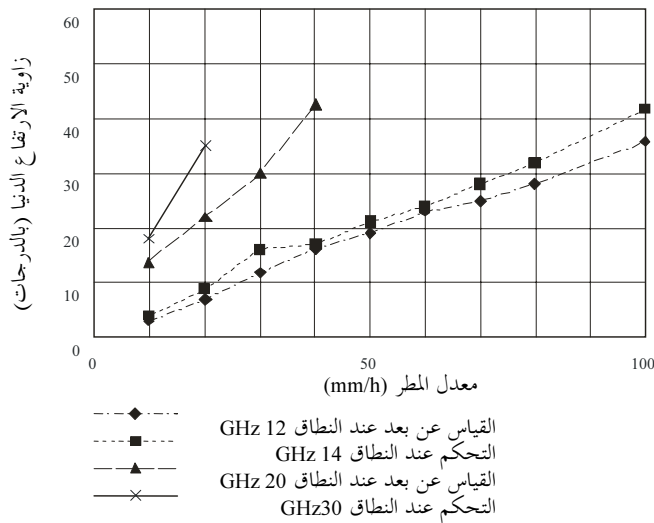 زاوية الارتفاع الدنيا (بالدرجات)
60
50
40
30
20
10
0
0
50
100
معدل المطر (mm/h)
القياس عن بعد عند النطاق 12 GHz
التحكم عند النطاق 14 GHz
القياس عن بعد عند النطاق 20 GHz
التحكم عند النطاق GHz30